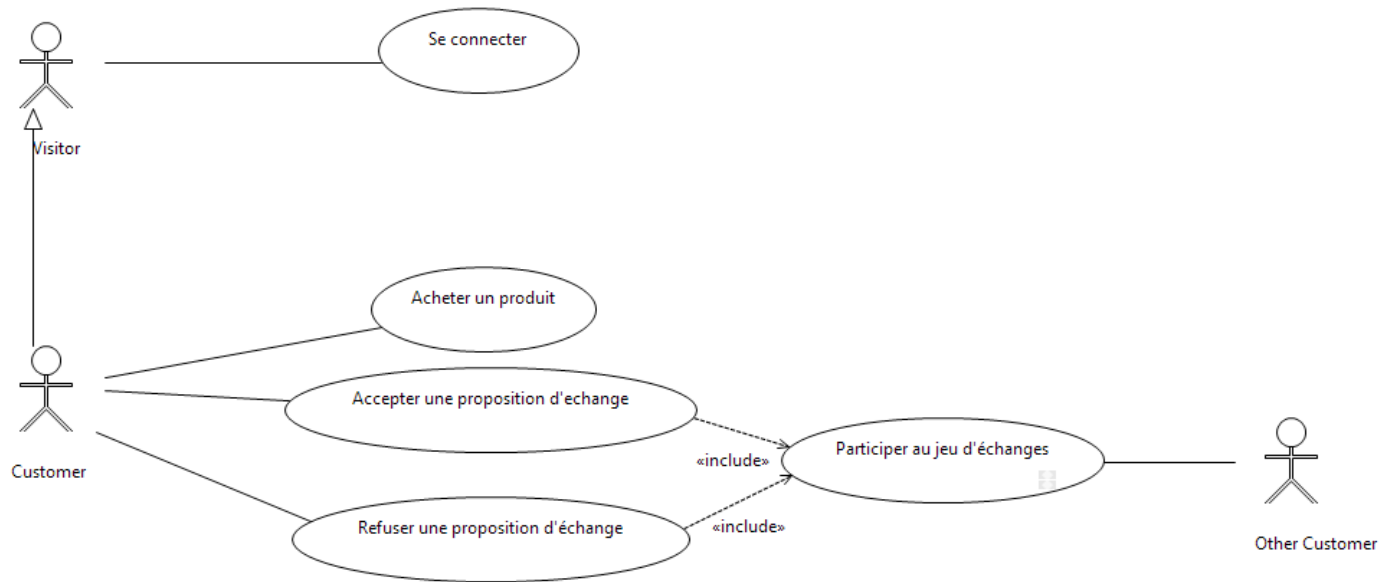 Se connecter
Visitor
Acheter un produit
Accepter une proposition d'echange
Participer au jeu d'échanges
«include»
Customer
Refuser une proposition d'échange
«include»
Other Customer